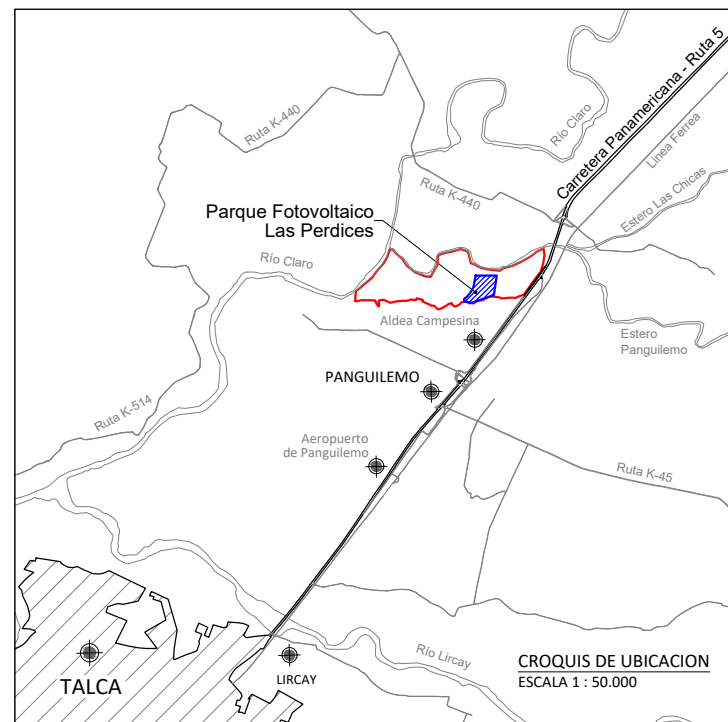 Carretera Panamericana - Ruta 5
Ruta K-440
Río Claro
Linea Ferrea
Ruta K-440
Estero Las Chicas
Parque Fotovoltaico
Las Perdices
Río Claro
Aldea Campesina
Estero
Panguilemo
PANGUILEMO
Ruta K-514
Aeropuerto
de Panguilemo
Ruta K-45
Río Lircay
CROQUIS DE UBICACION
ESCALA 1 : 50.000
TALCA
LIRCAY